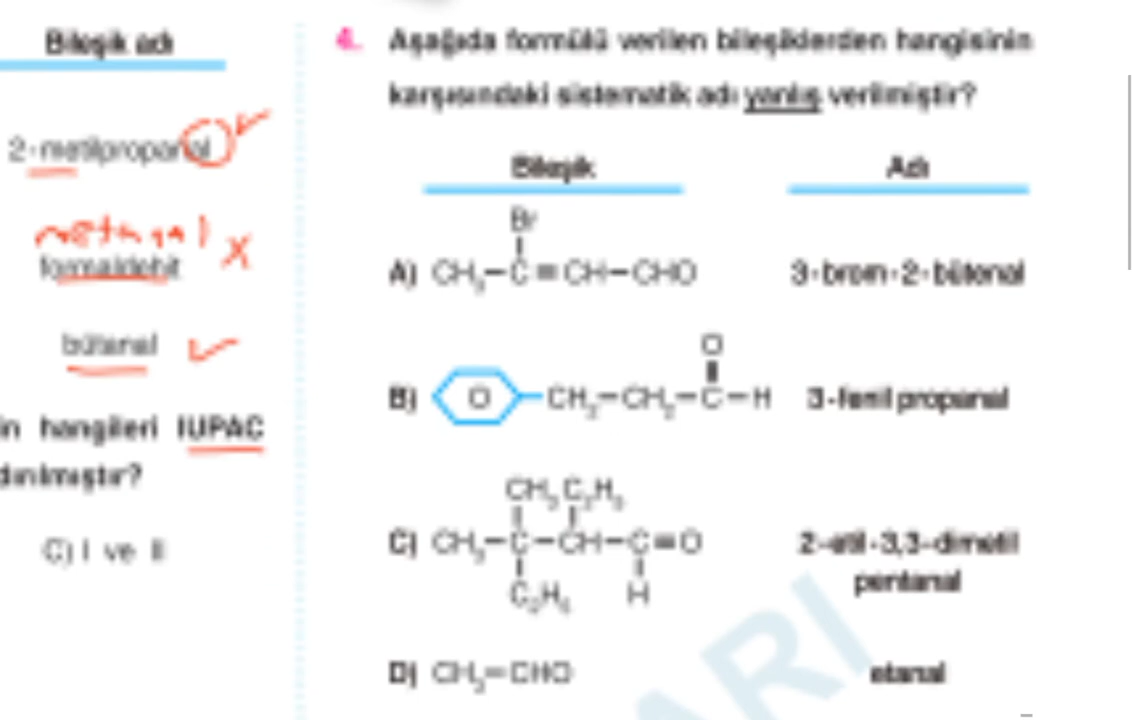 Bileşik adı
2-metilpropanal
methanal
formaldehit
bütanal
in hangileri IUPAC
dırılmıştır?
C) I ve II
4. Aşağıda formülü verilen bileşiklerden hangisinin
karşısındaki sistematik adı yanlış verilmiştir?
Bileşik Adı
Br
A) CH₃–C=CH–CHO 3-brom-2-bütenal
O
B) O –CH₂–CH₂–C–H 3-fenil propanal
CH₃ C₂H₅
C) CH₃–C–CH–C=O 2-etil-3,3-dimetil
pentanal
C₂H₅ H
D) CH₃–CHO etanal
ARI